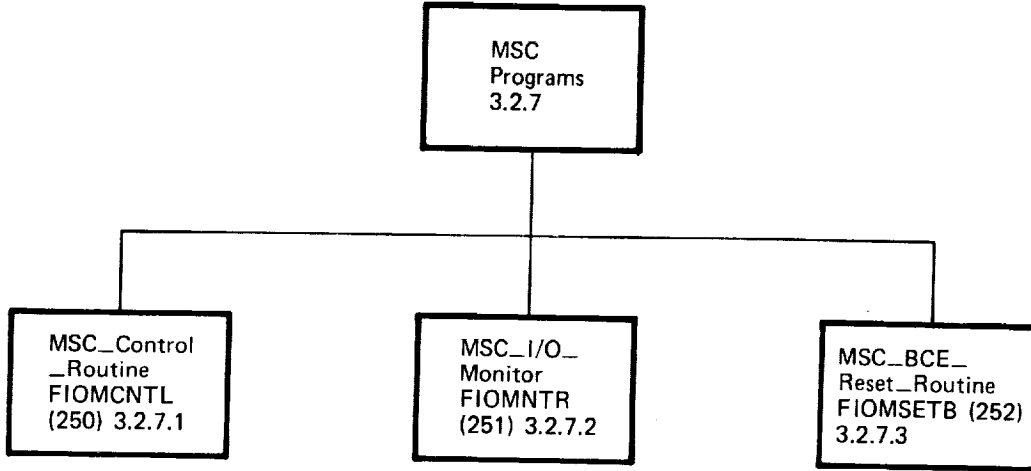 MSC
Programs
3.2.7
MSC_Control
_Routine
FIOMCNTL
(250) 3.2.7.1
MSC_I/O_
Monitor
FIOMNTR
(251) 3.2.7.2
MSC_BCE_
Reset_Routine
FIOMSETB (252)
3.2.7.3